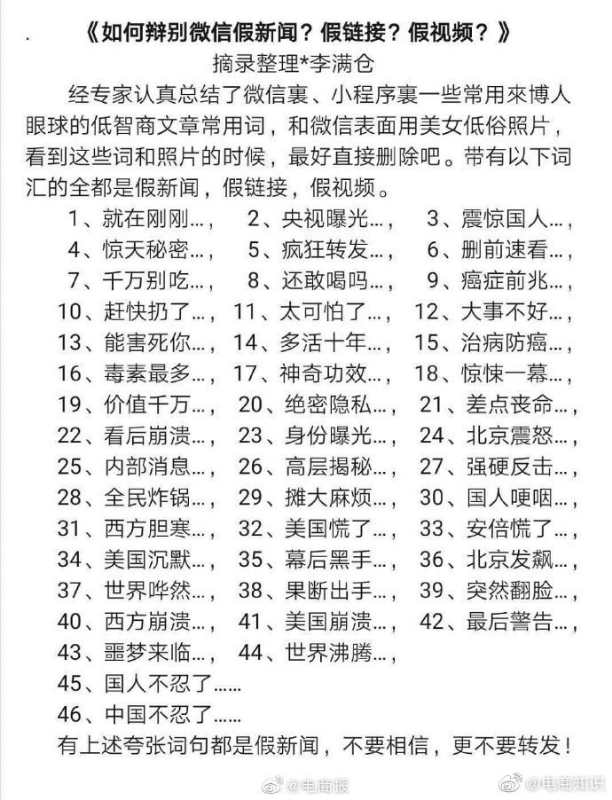 .《如何辩别微信假新闻？假链接？假视频？》
摘录整理*李满仓
经专家认真总结了微信裏、小程序裏一些常用來博人
眼球的低智商文章常用词，和微信表面用美女低俗照片，
看到这些词和照片的时候，最好直接删除吧。带有以下词
汇的全都是假新闻，假链接，假视频。
1、就在刚刚…， 2、央视曝光…， 3、震惊国人…，
4、惊天秘密…， 5、疯狂转发…， 6、删前速看…，
7、千万别吃…， 8、还敢喝吗…， 9、癌症前兆…，
10、赶快扔了…， 11、太可怕了…， 12、大事不好…，
13、能害死你…， 14、多活十年…， 15、治病防癌…，
16、毒素最多…， 17、神奇功效…， 18、惊悚一幕…，
19、价值千万…， 20、绝密隐私…， 21、差点丧命…，
22、看后崩溃…， 23、身份曝光…， 24、北京震怒…，
25、内部消息…， 26、高层揭秘…， 27、强硬反击…，
28、全民炸锅…， 29、摊大麻烦…， 30、国人哽咽…，
31、西方胆寒…， 32、美国慌了…， 33、安倍慌了…，
34、美国沉默…， 35、幕后黑手…， 36、北京发飙…，
37、世界哗然…， 38、果断出手…， 39、突然翻脸…，
40、西方崩溃…， 41、美国崩溃…， 42、最后警告…，
43、噩梦来临…， 44、世界沸腾…，
45、国人不忍了……
46、中国不忍了……
有上述夸张词句都是假新闻，不要相信，更不要转发！
@电商报
@电商知识